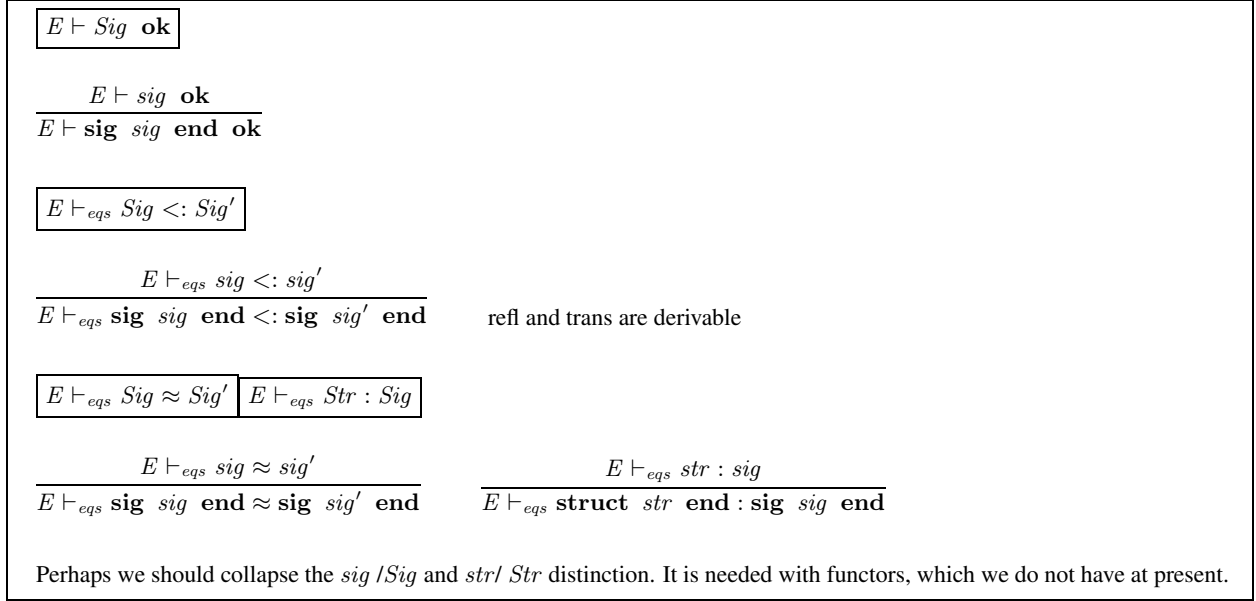 E ⊢ Sig ok
E ⊢ sig ok
E ⊢ sig sig end ok
E ⊢eqs Sig <: Sig′
E ⊢eqs sig <: sig′
E ⊢eqs sig sig end <: sig sig′ end refl and trans are derivable
E ⊢eqs Sig ≈ Sig′ E ⊢eqs Str : Sig
E ⊢eqs sig ≈ sig′ E ⊢eqs str : sig
E ⊢eqs sig sig end ≈ sig sig′ end E ⊢eqs struct str end : sig sig end
Perhaps we should collapse the sig /Sig and str/ Str distinction. It is needed with functors, which we do not have at present.